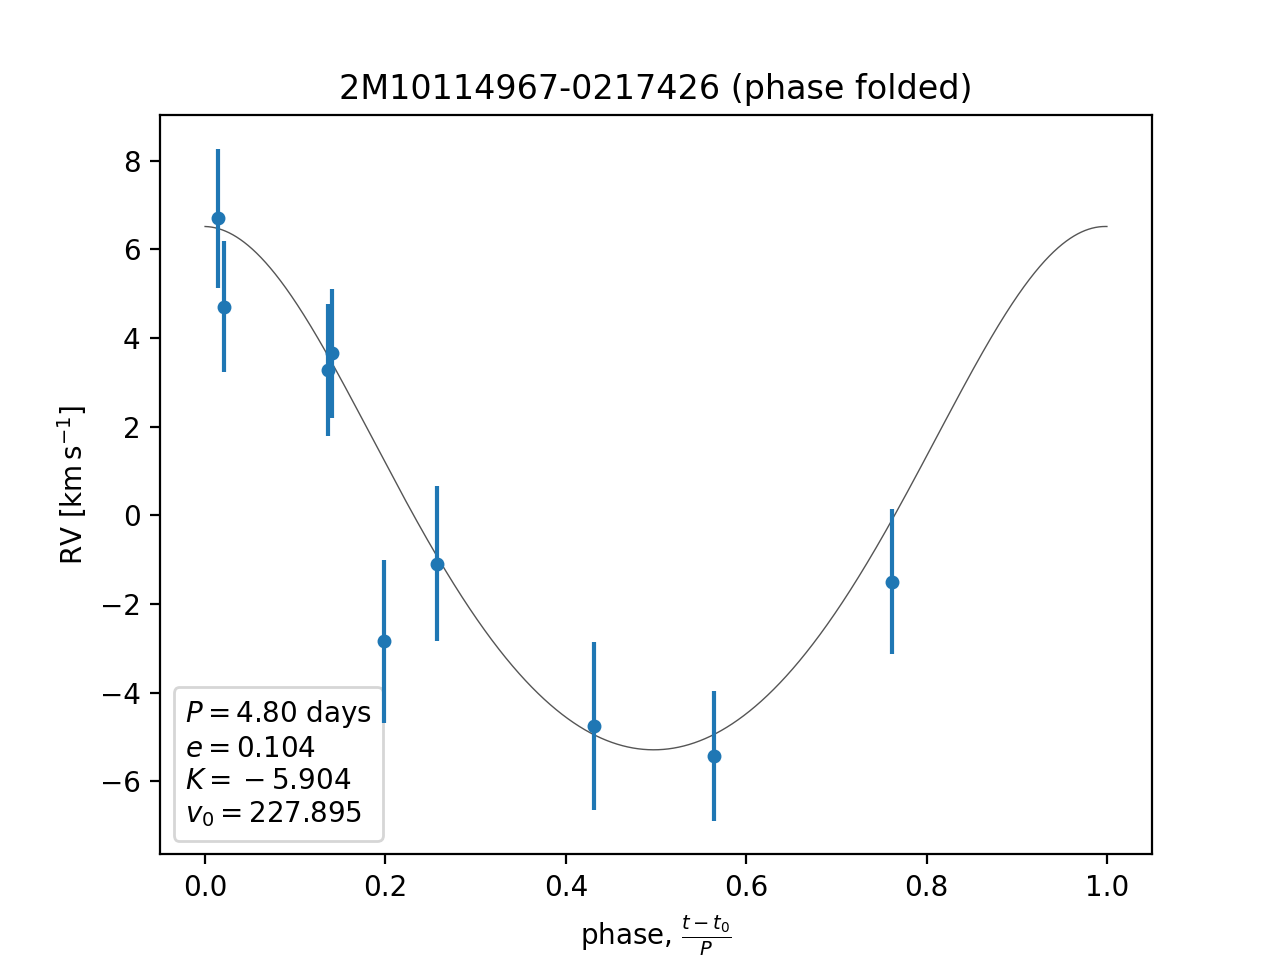 2M10114967-0217426 (phase folded)
RV [km s⁻¹]
8
6
4
2
0
−2
−4
−6
P = 4.80 days
e = 0.104
K = −5.904
v₀ = 227.895
0.0 0.2 0.4 0.6 0.8 1.0
phase, (t − t₀)/P